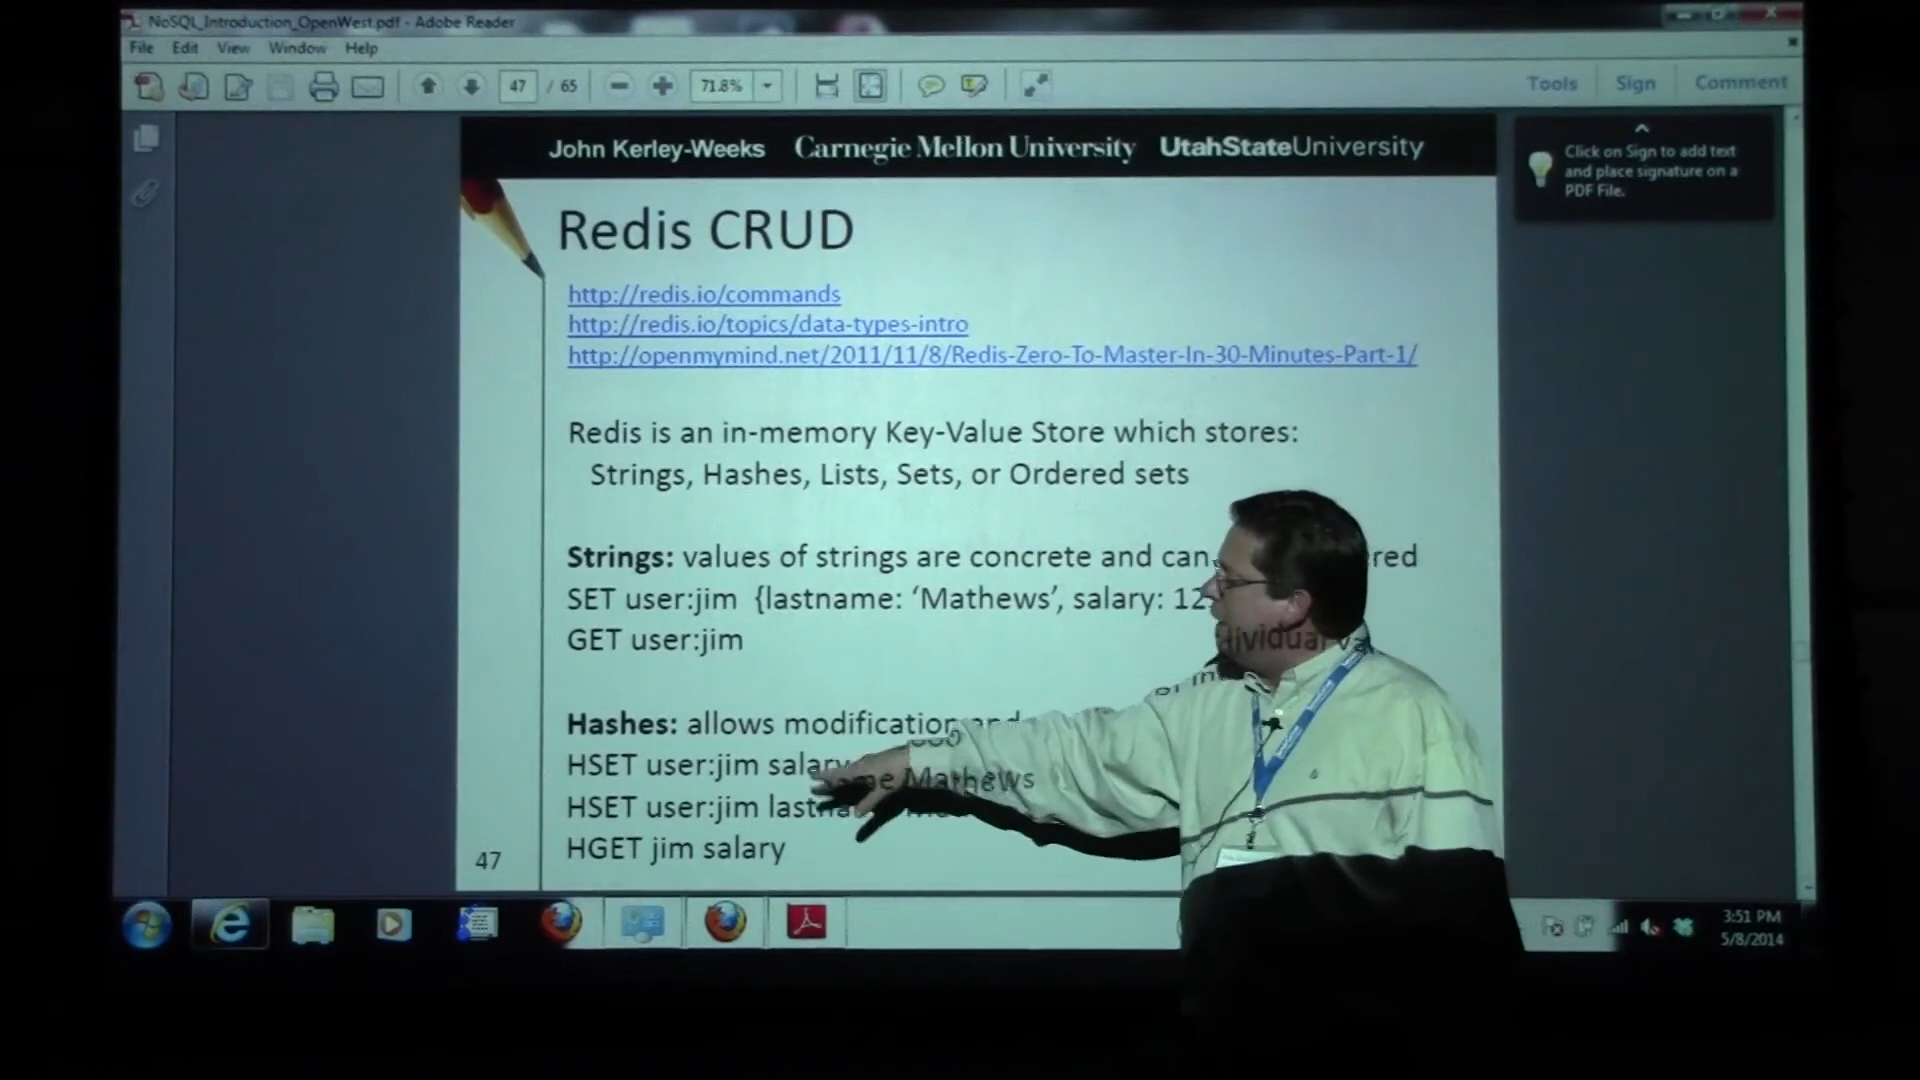 NoSQL_Introduction_OpenWest.pdf - Adobe Reader
File Edit View Window Help
47 / 65 71.8% Tools Sign Comment
John Kerley-Weeks Carnegie Mellon University UtahStateUniversity
Click on Sign to add text
and place signature on a
PDF File.
Redis CRUD
http://redis.io/commands
http://redis.io/topics/data-types-intro
http://openmymind.net/2011/11/8/Redis-Zero-To-Master-In-30-Minutes-Part-1/
Redis is an in-memory Key-Value Store which stores:
Strings, Hashes, Lists, Sets, or Ordered sets
Strings: values of strings are concrete and can
SET user:jim {lastname: ‘Mathews’, salary: 12
GET user:jim
Hashes: allows modification and
HSET user:jim salary
HSET user:jim lastname Mathews
HGET jim salary
47
3:51 PM
5/8/2014